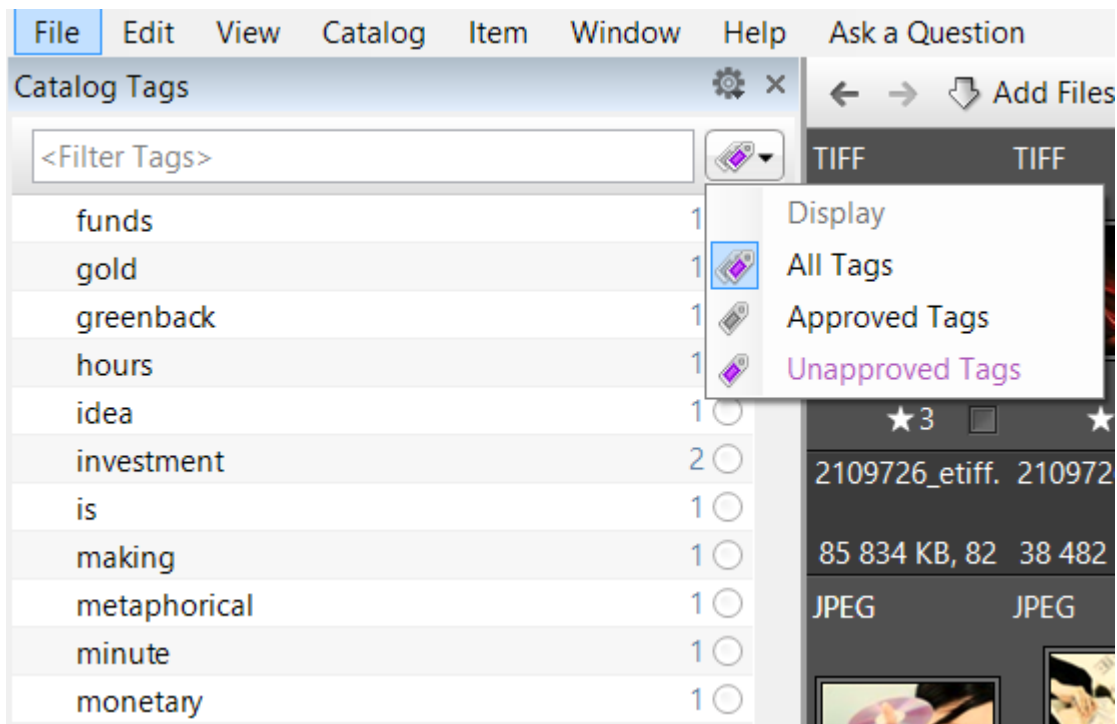 File Edit View Catalog Item Window Help Ask a Question
Catalog Tags
Add Files
<Filter Tags>
TIFF TIFF
Display
All Tags
Approved Tags
Unapproved Tags
funds 1
gold 1
greenback 1
hours 1
idea 1
investment 2
is 1
making 1
metaphorical 1
minute 1
monetary 1
3
2109726_etiff. 210972
85 834 KB, 82 38 482
JPEG JPEG